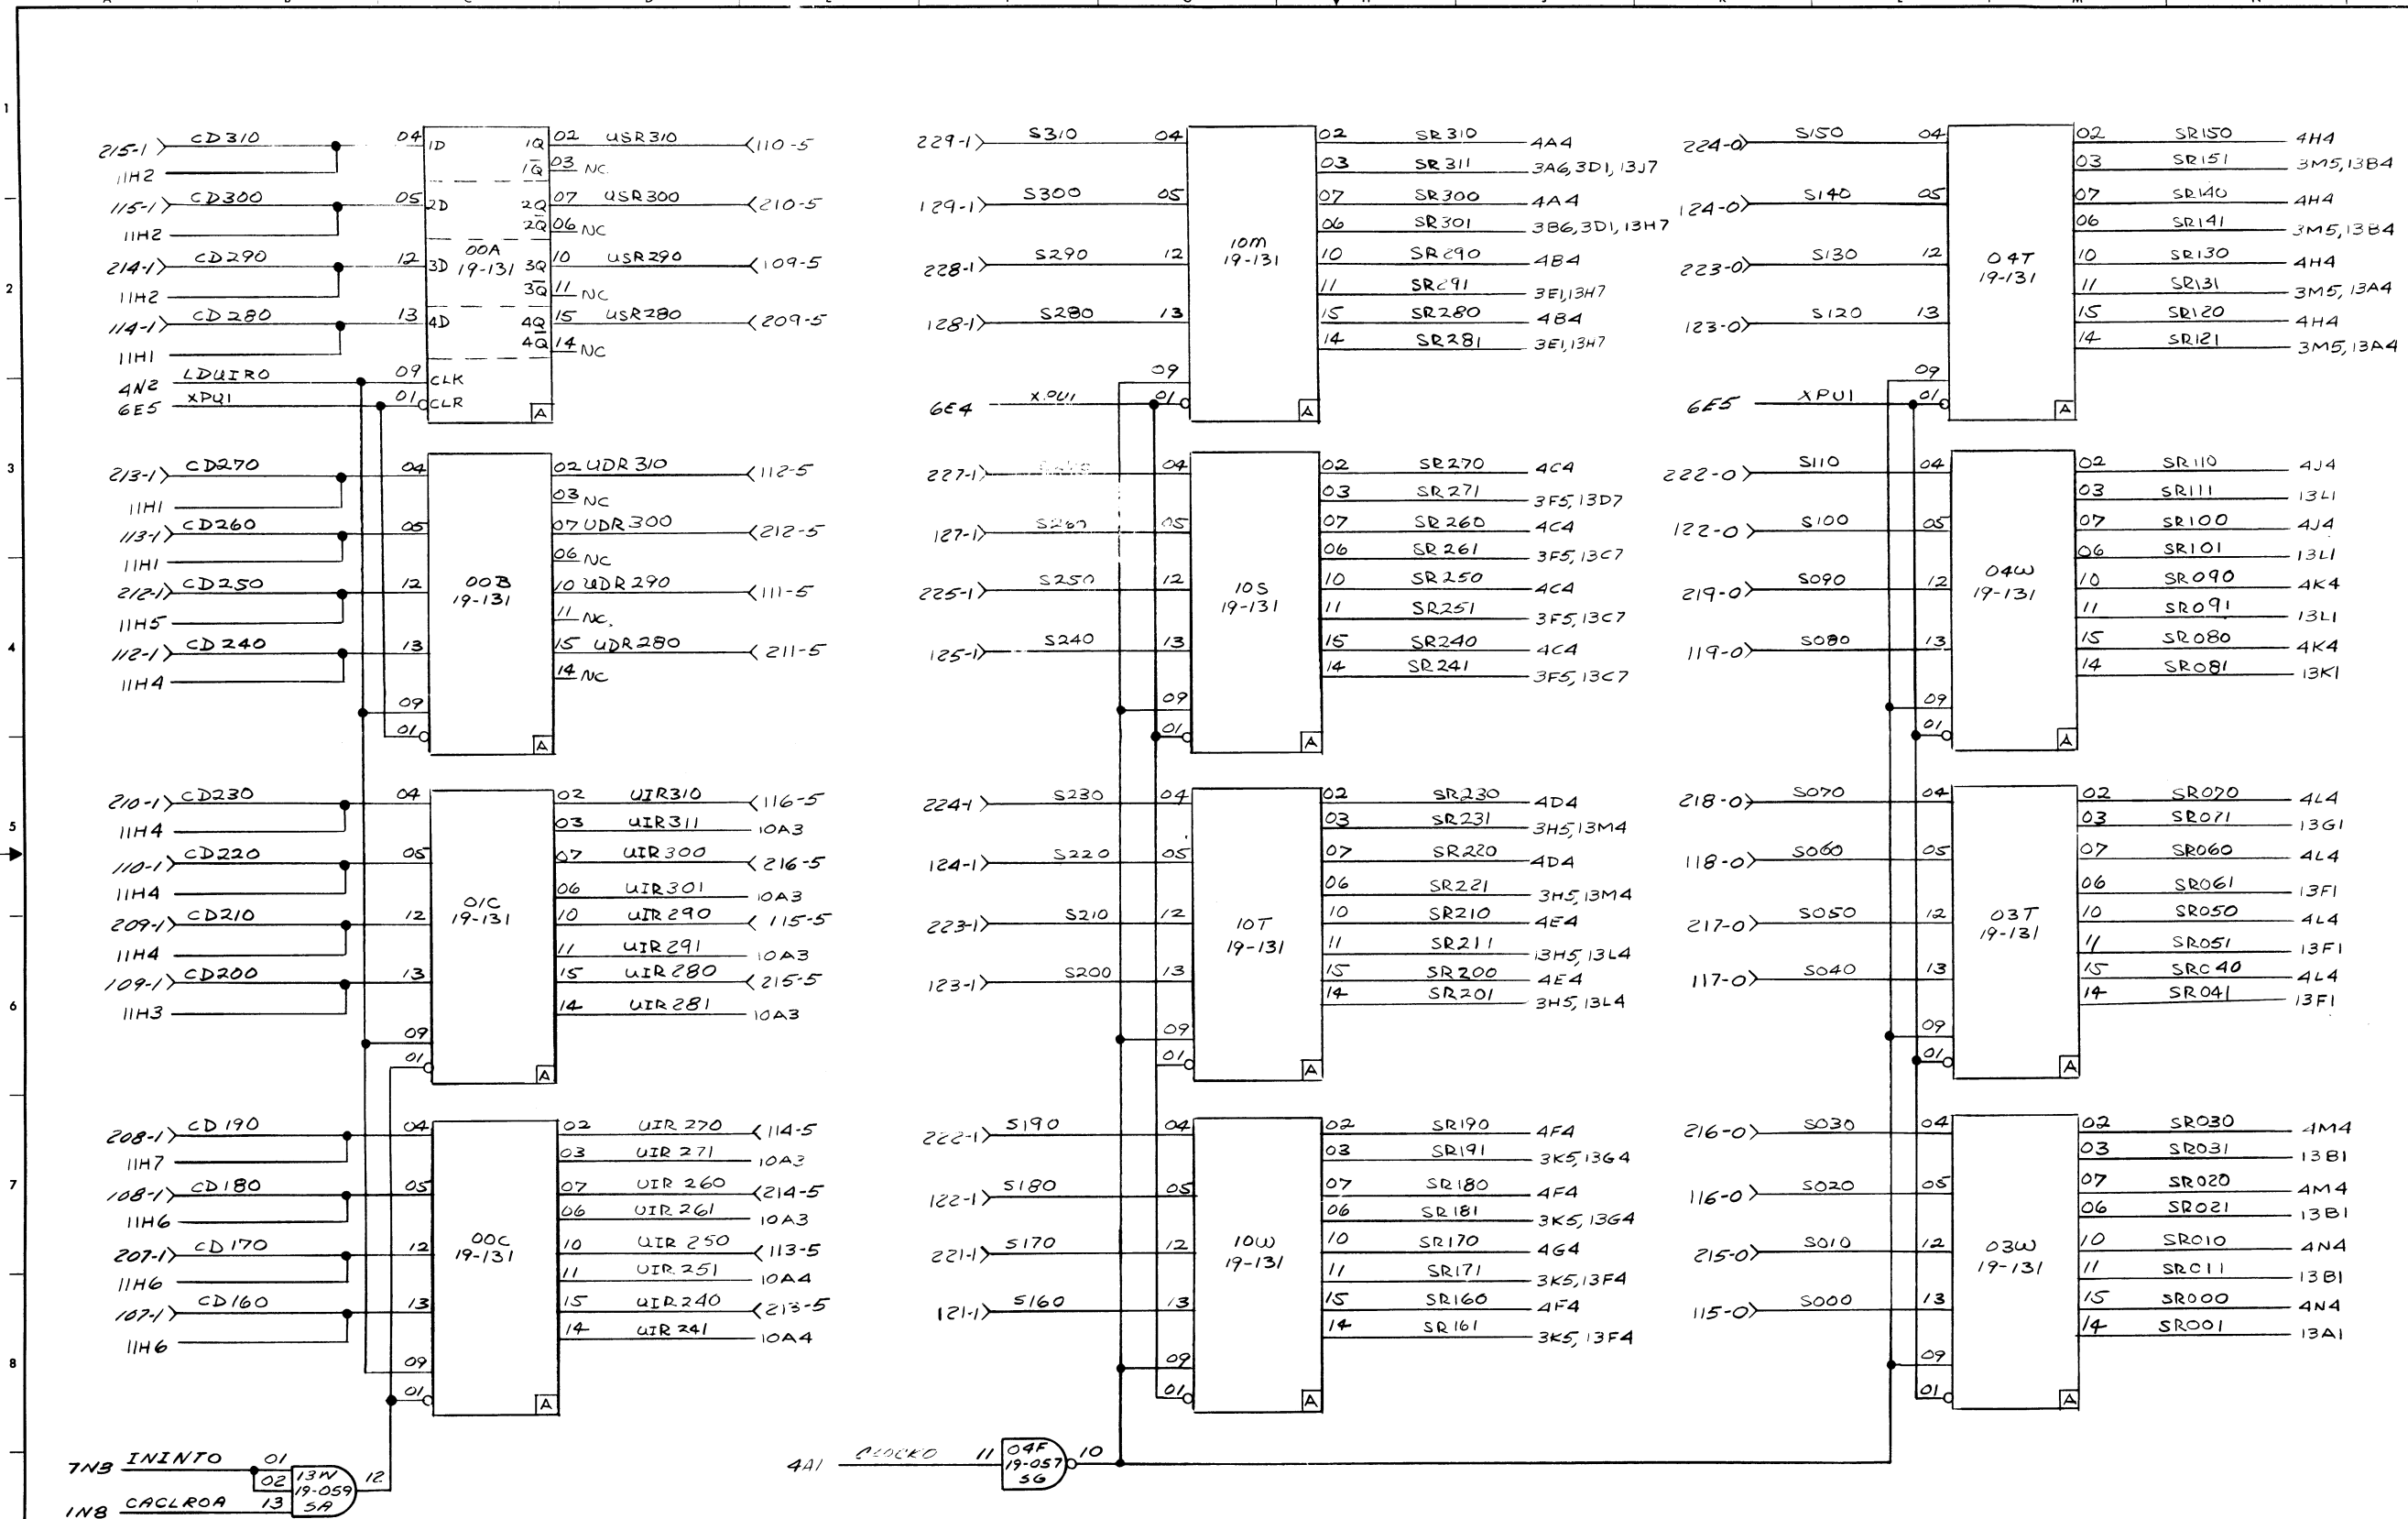 1
2
3
4
5
6
7
8
215-1 CD310 04 1D 1Q 02 USR310 110-5
11H2 1Q 03 NC
115-1 CD300 05 2D 2Q 07 USR300 210-5
11H2 2Q 06 NC
00A
19-131
214-1 CD290 12 3D 3Q 10 USR290 109-5
11H2 3Q 11 NC
114-1 CD280 13 4D 4Q 15 USR280 209-5
11H1 4Q 14 NC
4N2 LDUIR0 09 CLK
6E5 XPU1 01 CLR A
213-1 CD270 04 02 UDR310 112-5
11H1 03 NC
113-1 CD260 05 07 UDR300 212-5
11H1 06 NC
00B
19-131
212-1 CD250 12 10 UDR290 111-5
11H5 11 NC.
112-1 CD240 13 15 UDR280 211-5
11H4 14 NC
09
01 A
210-1 CD230 04 02 UIR310 116-5
11H4 03 UIR311 10A3
110-1 CD220 05 07 UIR300 216-5
11H4 06 UIR301 10A3
01C
19-131
209-1 CD210 12 10 UIR290 115-5
11H4 11 UIR291 10A3
109-1 CD200 13 15 UIR280 215-5
11H3 14 UIR281 10A3
09
01 A
208-1 CD190 04 02 UIR270 114-5
11H7 03 UIR271 10A3
108-1 CD180 05 07 UIR260 214-5
11H6 06 UIR261 10A3
00C
19-131
207-1 CD170 12 10 UIR250 113-5
11H6 11 UIR251 10A4
107-1 CD160 13 15 UIR240 213-5
11H6 14 UIR241 10A4
09
01 A
7N3 ININT0 01
02 13W 12
19-059
1N8 CACLR0A 13 5A
229-1 S310 04 02 SR310 4A4
03 SR311 3A6,3D1,13J7
129-1 S300 05 07 SR300 4A4
06 SR301 3B6,3D1,13H7
10M
19-131
228-1 S290 12 10 SR290 4B4
11 SR291 3E1,13H7
128-1 S280 13 15 SR280 4B4
14 SR281 3E1,13H7
09
6E4 XPU1 01 A
227-1 04 02 SR270 4C4
03 SR271 3F5,13D7
127-1 S260 05 07 SR260 4C4
06 SR261 3F5,13C7
10S
19-131
225-1 S250 12 10 SR250 4C4
11 SR251 3F5,13C7
125-1 S240 13 15 SR240 4C4
14 SR241 3F5,13C7
09
01 A
224-1 S230 04 02 SR230 4D4
03 SR231 3H5,13M4
124-1 S220 05 07 SR220 4D4
06 SR221 3H5,13M4
10T
19-131
223-1 S210 12 10 SR210 4E4
11 SR211 13H5,13L4
123-1 S200 13 15 SR200 4E4
14 SR201 3H5,13L4
09
01 A
222-1 S190 04 02 SR190 4F4
03 SR191 3K5,13G4
122-1 S180 05 07 SR180 4F4
06 SR181 3K5,13G4
10W
19-131
221-1 S170 12 10 SR170 4G4
11 SR171 3K5,13F4
121-1 S160 13 15 SR160 4F4
14 SR161 3K5,13F4
09
01 A
4A1 CLOCK0 11 04F 10
19-057
5G
224-0 S150 04 02 SR150 4H4
03 SR151 3M5,13B4
124-0 S140 05 07 SR140 4H4
06 SR141 3M5,13B4
04T
19-131
223-0 S130 12 10 SR130 4H4
11 SR131 3M5,13A4
123-0 S120 13 15 SR120 4H4
14 SR121 3M5,13A4
09
6E5 XPU1 01 A
222-0 S110 04 02 SR110 4J4
03 SR111 13L1
122-0 S100 05 07 SR100 4J4
06 SR101 13L1
04W
19-131
219-0 S090 12 10 SR090 4K4
11 SR091 13L1
119-0 S080 13 15 SR080 4K4
14 SR081 13K1
09
01 A
218-0 S070 04 02 SR070 4L4
03 SR071 13G1
118-0 S060 05 07 SR060 4L4
06 SR061 13F1
03T
19-131
217-0 S050 12 10 SR050 4L4
11 SR051 13F1
117-0 S040 13 15 SR040 4L4
14 SR041 13F1
09
01 A
216-0 S030 04 02 SR030 4M4
03 SR031 13B1
116-0 S020 05 07 SR020 4M4
06 SR021 13B1
03W
19-131
215-0 S010 12 10 SR010 4N4
11 SR011 13B1
115-0 S000 13 15 SR000 4N4
14 SR001 13A1
09
01 A